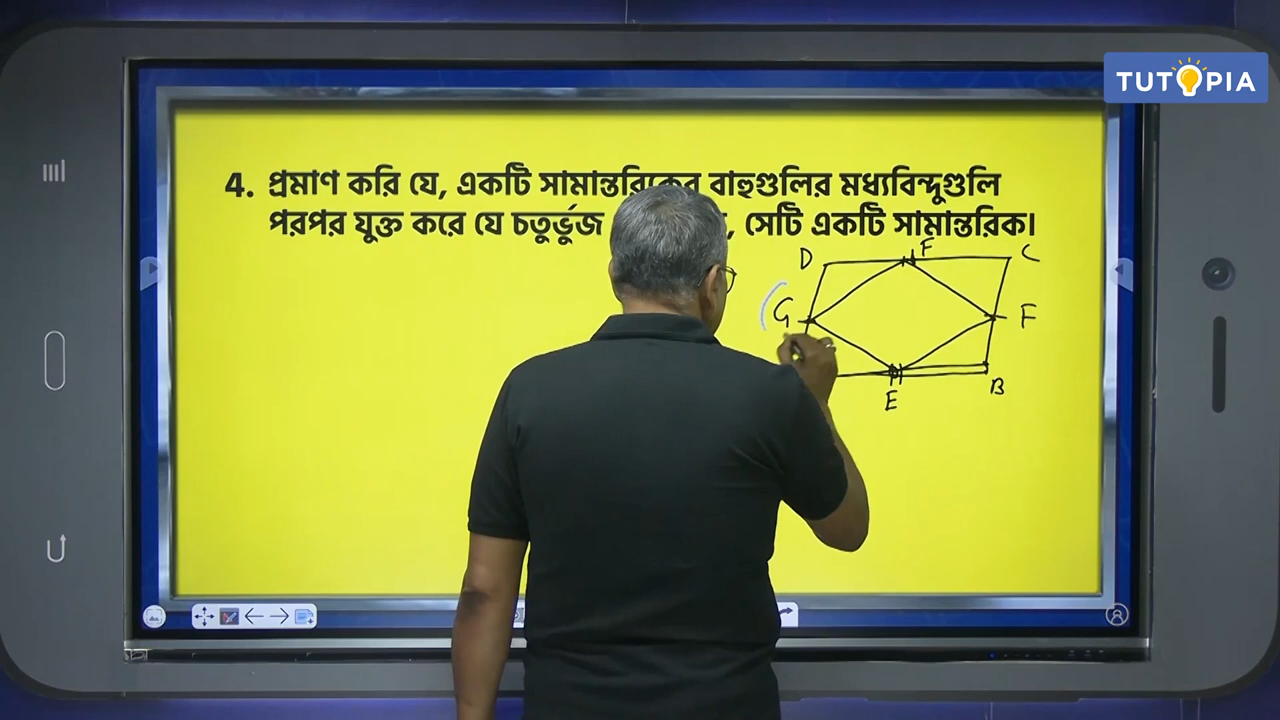 TUTOPIA
4. প্রমাণ করি যে, একটি সামান্তরিকের বাহুগুলির মধ্যবিন্দুগুলি
পরপর যুক্ত করে যে চতুর্ভুজ , সেটি একটি সামান্তরিক।
D F C
G F
B
E